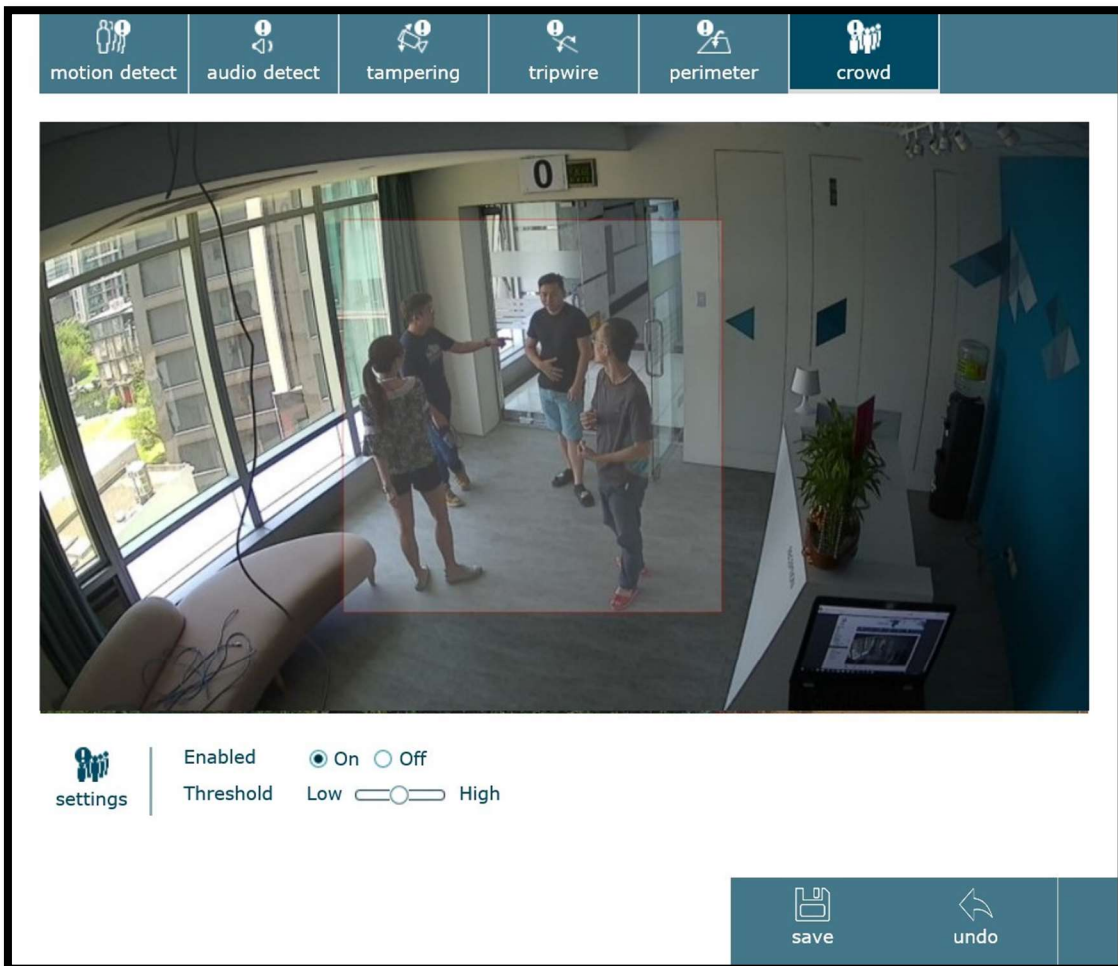 motion detect
audio detect
tampering
tripwire
perimeter
crowd
0
settings
Enabled On Off
Threshold Low High
save
undo